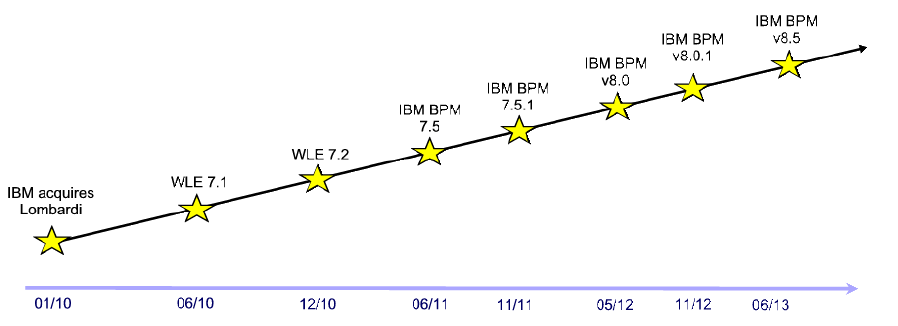 IBM BPM
v8.5
IBM BPM
v8.0.1
IBM BPM
v8.0
IBM BPM
7.5.1
IBM BPM
7.5
WLE 7.2
WLE 7.1
IBM acquires
Lombardi
01/10
06/10
12/10
06/11
11/11
05/12
11/12
06/13